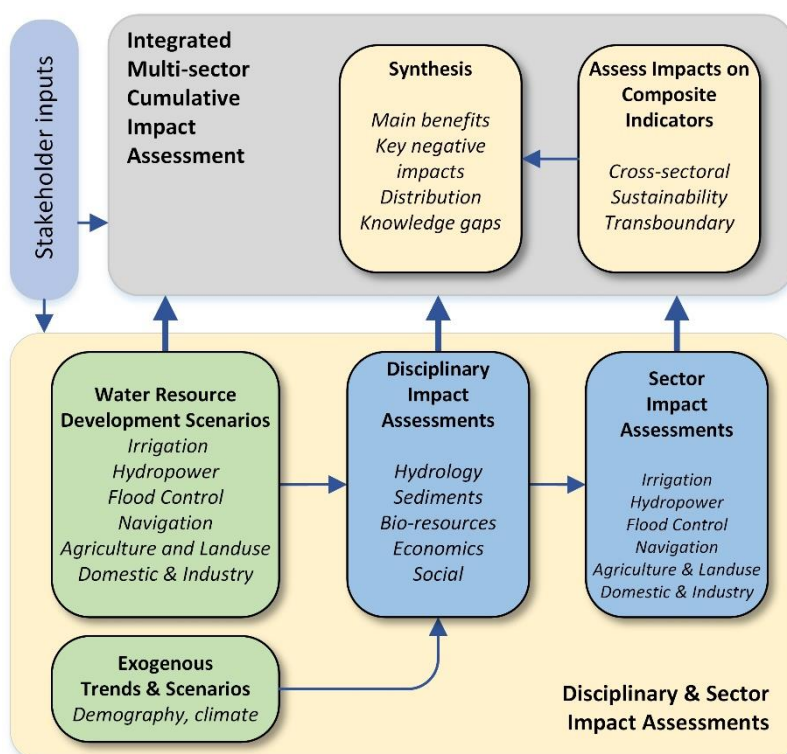 Stakeholder inputs
Integrated
Multi-sector
Cumulative
Impact
Assessment
Synthesis
Main benefits
Key negative
impacts
Distribution
Knowledge gaps
Assess Impacts on
Composite
Indicators
Cross-sectoral
Sustainability
Transboundary
Water Resource
Development Scenarios
Irrigation
Hydropower
Flood Control
Navigation
Agriculture and Landuse
Domestic & Industry
Disciplinary
Impact
Assessments
Hydrology
Sediments
Bio-resources
Economics
Social
Sector
Impact
Assessments
Irrigation
Hydropower
Flood Control
Navigation
Agriculture & Landuse
Domestic & Industry
Exogenous
Trends & Scenarios
Demography, climate
Disciplinary & Sector
Impact Assessments